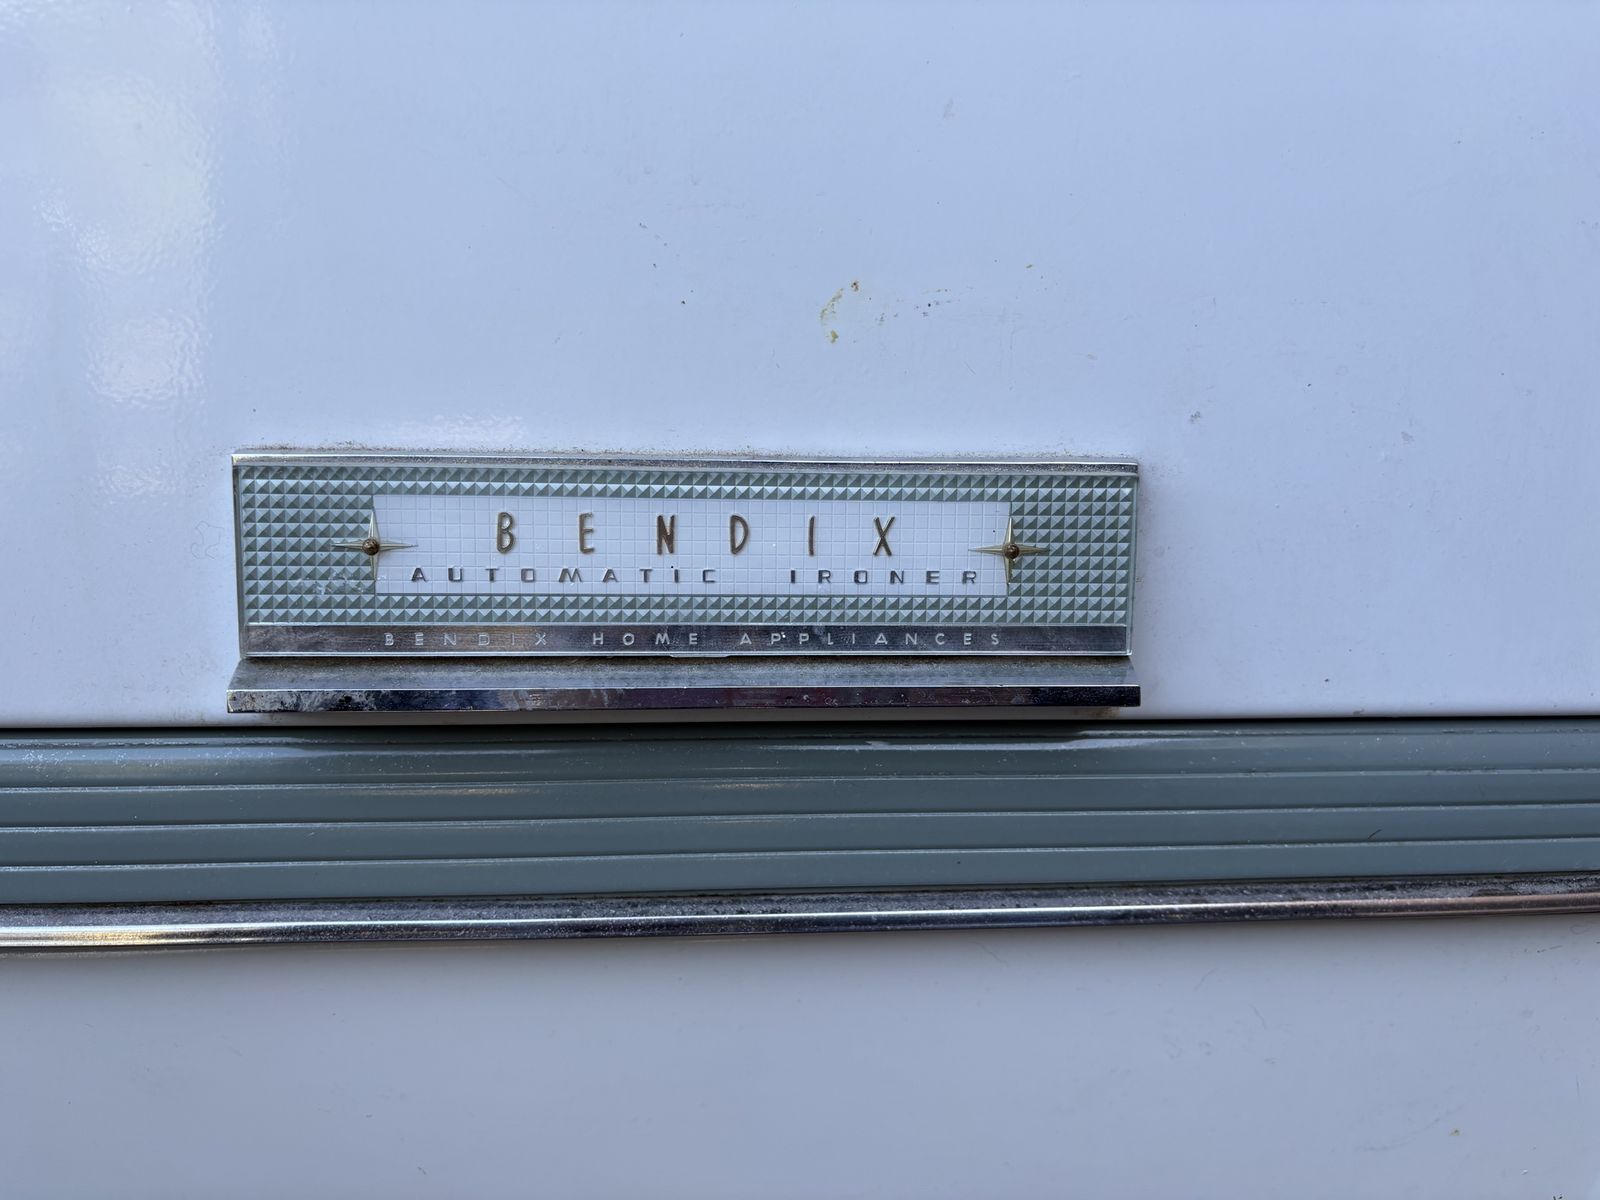 BENDIX
AUTOMATIC IRONER
BENDIX HOME APPLIANCES